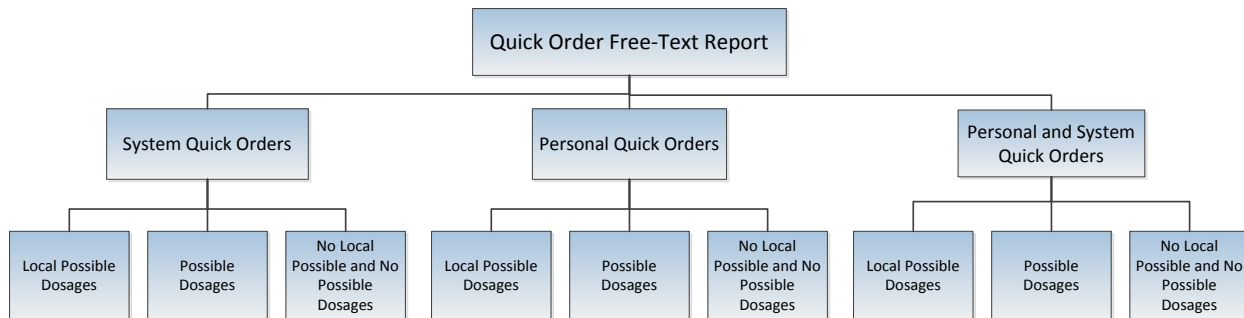 Quick Order Free-Text Report
System Quick Orders
Personal Quick Orders
Personal and System
Quick Orders
Local Possible
Dosages
Possible
Dosages
No Local
Possible and No
Possible
Dosages
Local Possible
Dosages
Possible
Dosages
No Local
Possible and No
Possible
Dosages
Local Possible
Dosages
Possible
Dosages
No Local
Possible and No
Possible
Dosages